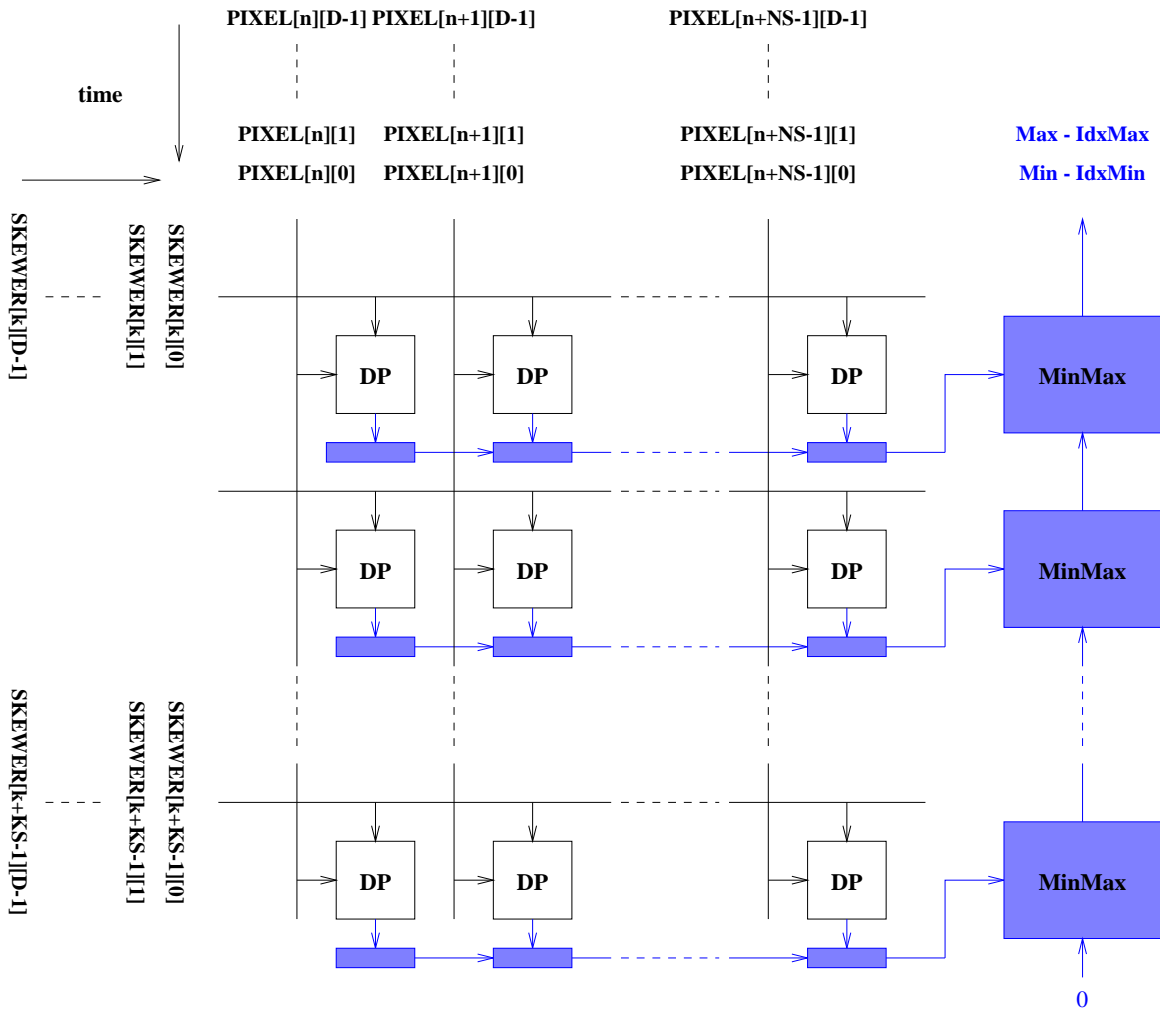 PIXEL[n][D-1] PIXEL[n+1][D-1] PIXEL[n+NS-1][D-1]
time
PIXEL[n][1] PIXEL[n+1][1] PIXEL[n+NS-1][1] Max - IdxMax
PIXEL[n][0] PIXEL[n+1][0] PIXEL[n+NS-1][0] Min - IdxMin
SKEWER[k][D-1]
SKEWER[k][1]
SKEWER[k][0]
DP DP DP MinMax
DP DP DP MinMax
SKEWER[k+KS-1][D-1]
SKEWER[k+KS-1][1]
SKEWER[k+KS-1][0]
DP DP DP MinMax
0